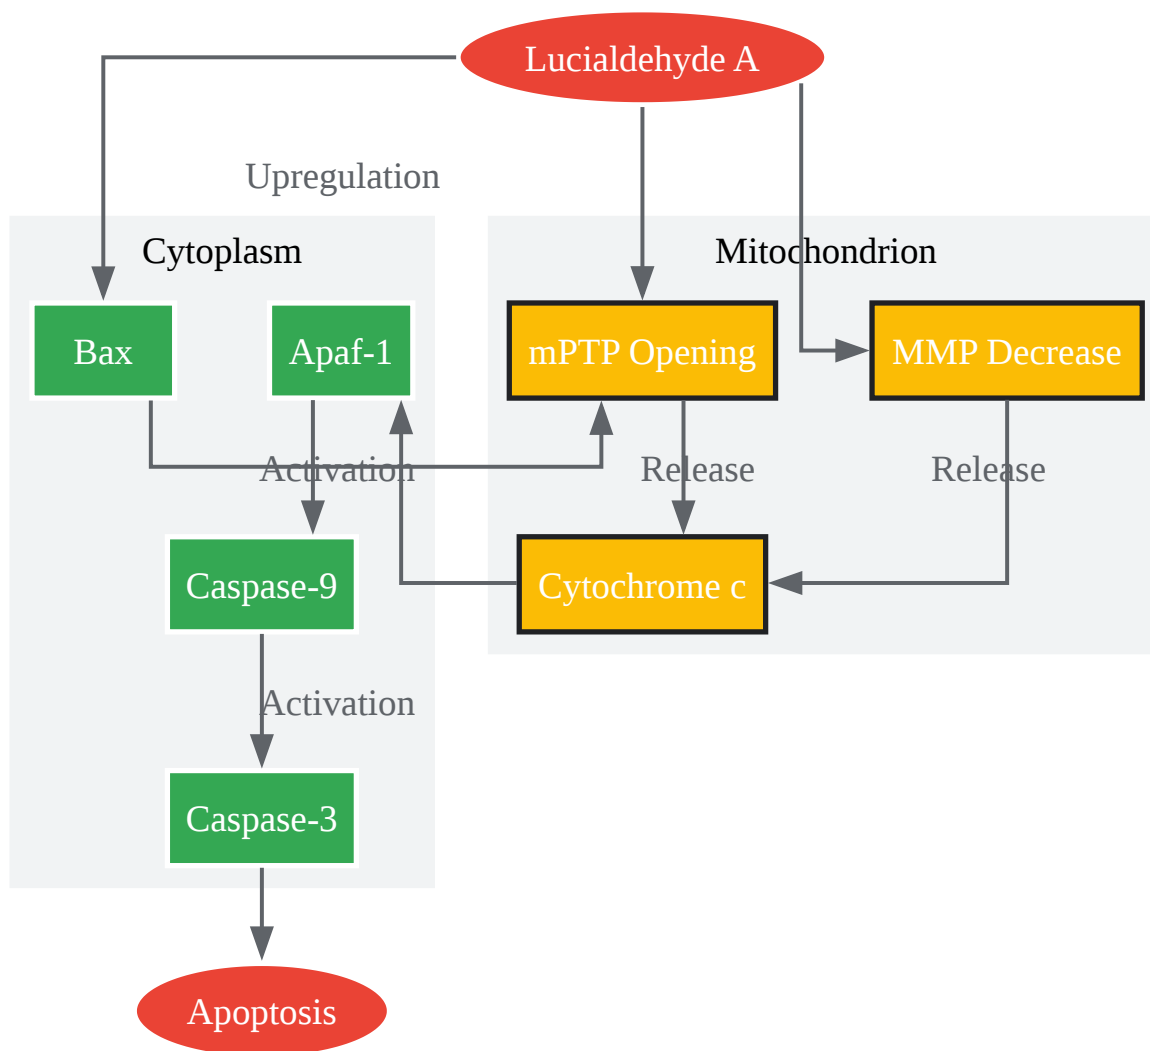 Lucialdehyde A
Upregulation
Cytoplasm
Mitochondrion
Bax
Apaf-1
mPTP Opening
MMP Decrease
Activation
Release
Release
Caspase-9
Cytochrome c
Activation
Caspase-3
Apoptosis